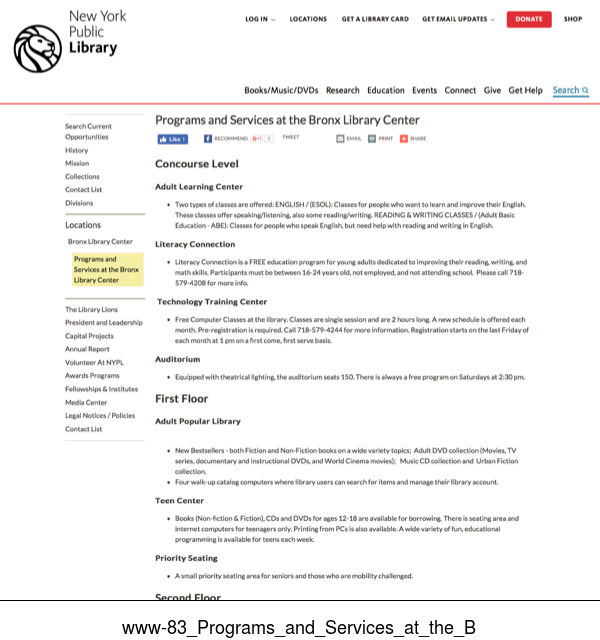 New York
Public
Library
LOG IN
LOCATIONS
GET A LIBRARY CARD
GET EMAIL UPDATES
DONATE
SHOP
Books/Music/DVDs Research Education Events Connect Give Get Help Search
Search Current
Opportunities
History
Mission
Collections
Contact List
Divisions
Locations
Bronx Library Center
Programs and
Services at the Bronx
Library Center
The Library Lions
President and Leadership
Capital Projects
Annual Report
Volunteer At NYPL
Awards Programs
Fellowships & Institutes
Media Center
Legal Notices / Policies
Contact List
Programs and Services at the Bronx Library Center
Like 1
RECOMMEND
G+1
TWEET
EMAIL
PRINT
SHARE
Concourse Level
Adult Learning Center
• Two types of classes are offered: ENGLISH / (ESOL): Classes for people who want to learn and improve their English.
These classes offer speaking/listening, also some reading/writing. READING & WRITING CLASSES / (Adult Basic
Education - ABE): Classes for people who speak English, but need help with reading and writing in English.
Literacy Connection
• Literacy Connection is a FREE education program for young adults dedicated to improving their reading, writing, and
math skills. Participants must be between 16-24 years old, not employed, and not attending school. Please call 718-
579-4208 for more info.
Technology Training Center
• Free Computer Classes at the library. Classes are single session and are 2 hours long. A new schedule is offered each
month. Pre-registration is required. Call 718-579-4244 for more information. Registration starts on the last Friday of
each month at 1 pm on a first come, first serve basis.
Auditorium
• Equipped with theatrical lighting, the auditorium seats 150. There is always a free program on Saturdays at 2:30 pm.
First Floor
Adult Popular Library
• New Bestsellers - both Fiction and Non-Fiction books on a wide variety topics; Adult DVD collection (Movies, TV
series, documentary and instructional DVDs, and World Cinema movies); Music CD collection and Urban Fiction
collection.
• Four walk-up catalog computers where library users can search for items and manage their library account.
Teen Center
• Books (Non-fiction & Fiction), CDs and DVDs for ages 12-18 are available for borrowing. There is seating area and
internet computers for teenagers only. Printing from PCs is also available. A wide variety of fun, educational
programming is available for teens each week.
Priority Seating
• A small priority seating area for seniors and those who are mobility challenged.
Second Floor
www-83_Programs_and_Services_at_the_B